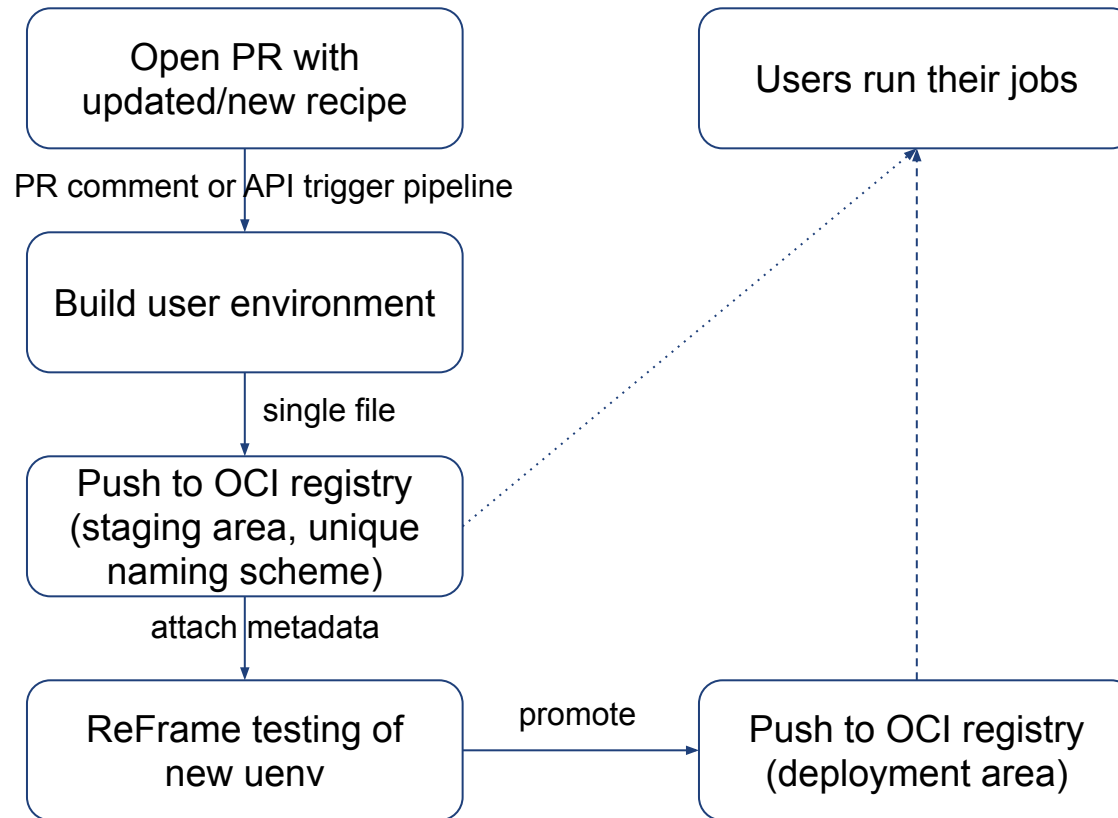 Open PR with
updated/new recipe
Users run their jobs
PR comment or API trigger pipeline
Build user environment
single file
Push to OCI registry
(staging area, unique
naming scheme)
attach metadata
ReFrame testing of
new uenv
promote
Push to OCI registry
(deployment area)